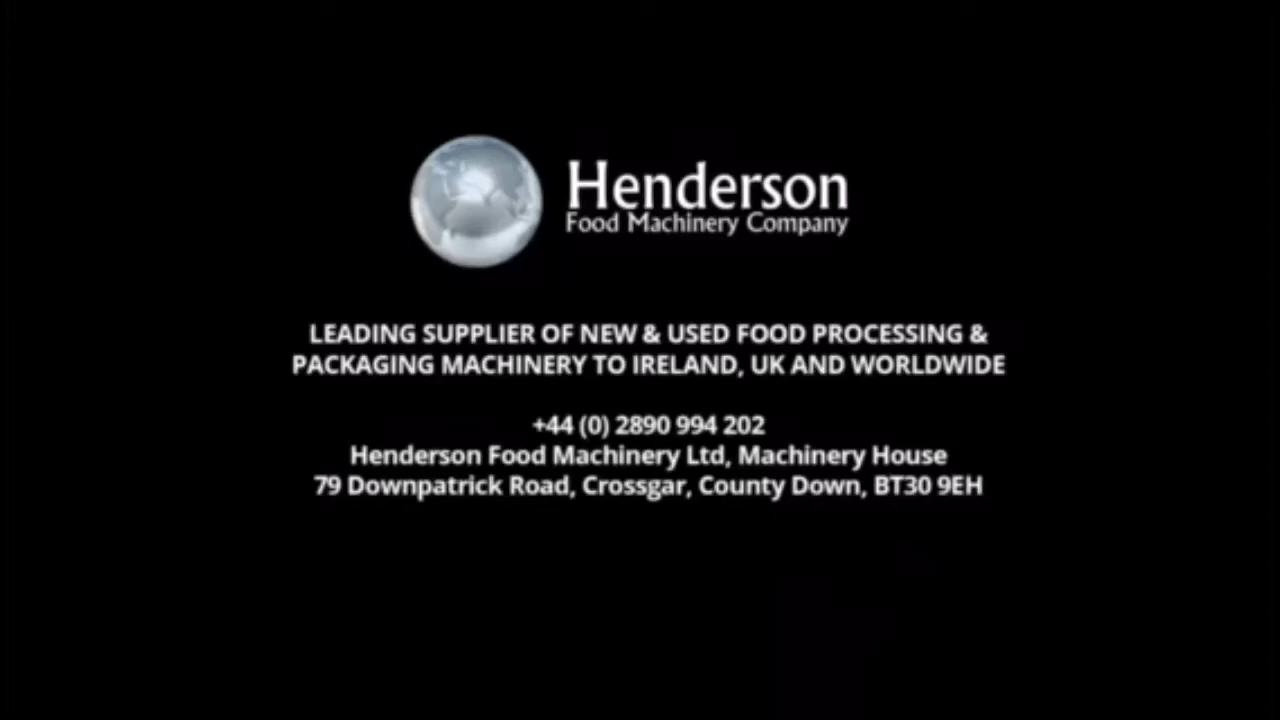 Henderson
Food Machinery Company
LEADING SUPPLIER OF NEW & USED FOOD PROCESSING &
PACKAGING MACHINERY TO IRELAND, UK AND WORLDWIDE
+44 (0) 2890 994 202
Henderson Food Machinery Ltd, Machinery House
79 Downpatrick Road, Crossgar, County Down, BT30 9EH